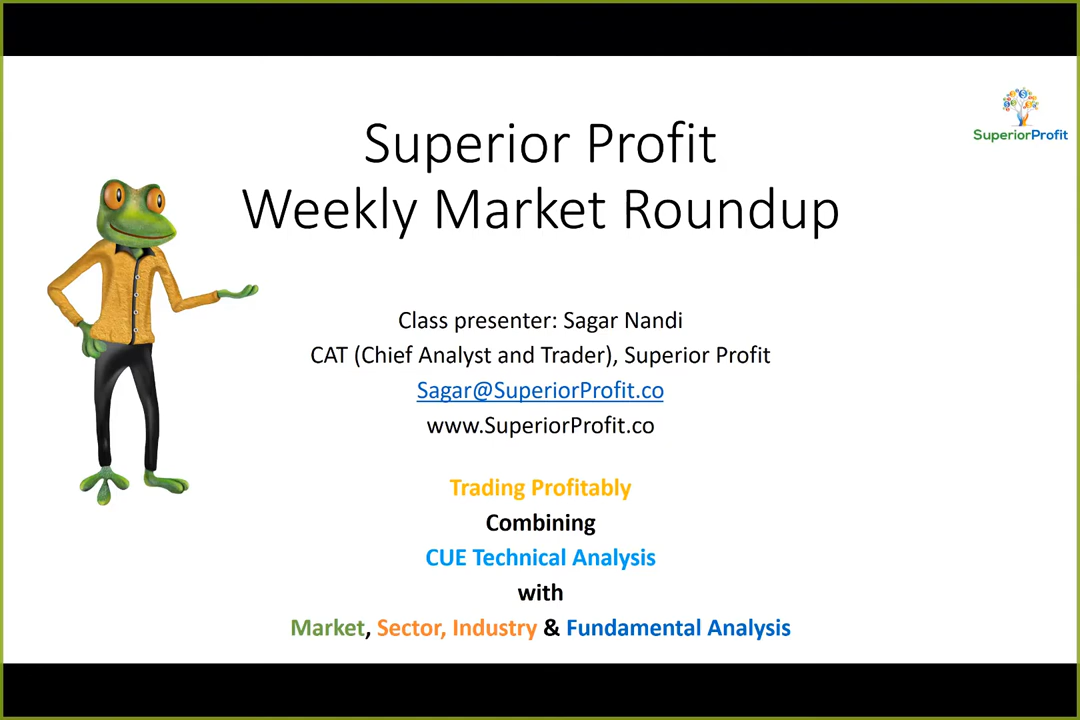 SuperiorProfit
Superior Profit
Weekly Market Roundup
Class presenter: Sagar Nandi
CAT (Chief Analyst and Trader), Superior Profit
Sagar@SuperiorProfit.co
www.SuperiorProfit.co
Trading Profitably
Combining
CUE Technical Analysis
with
Market, Sector, Industry & Fundamental Analysis